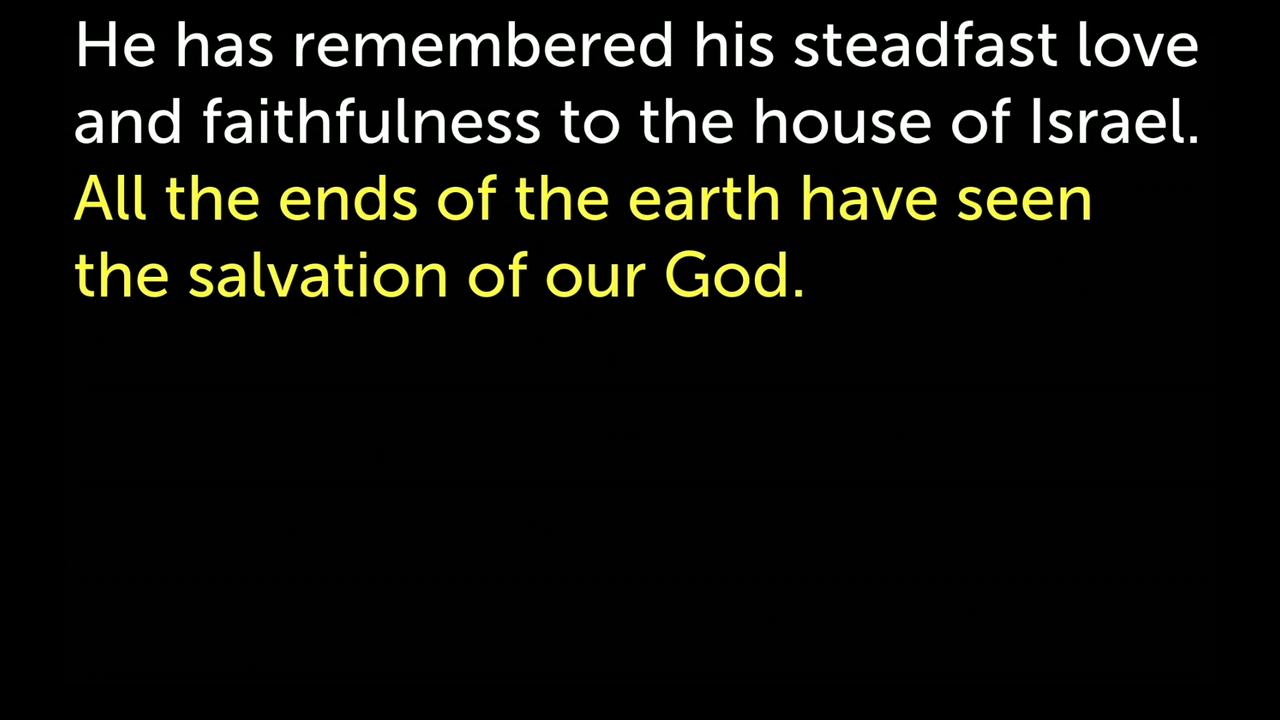 He has remembered his steadfast love
and faithfulness to the house of Israel.
All the ends of the earth have seen
the salvation of our God.